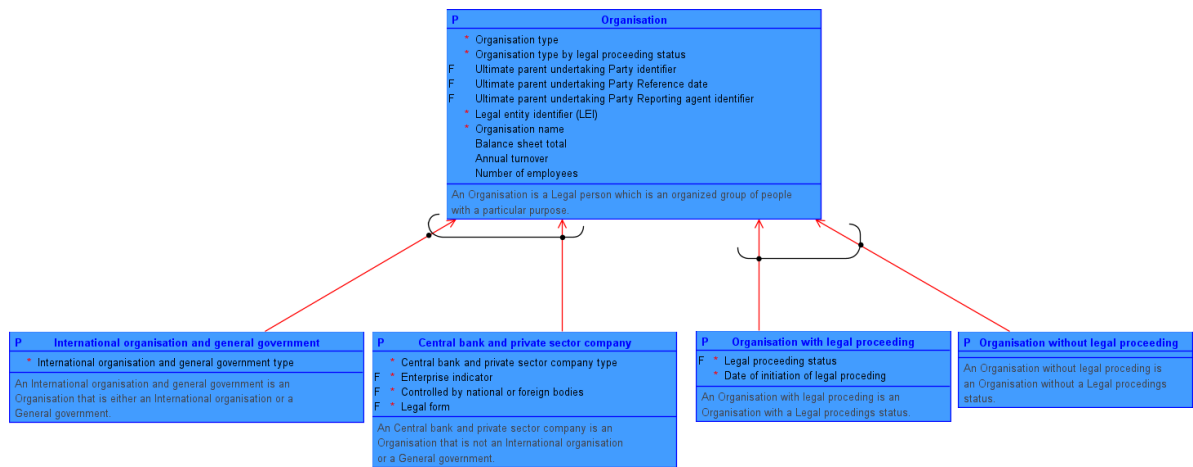 P Organisation
* Organisation type
* Organisation type by legal proceeding status
F Ultimate parent undertaking Party identifier
F Ultimate parent undertaking Party Reference date
F Ultimate parent undertaking Party Reporting agent identifier
* Legal entity identifier (LEI)
* Organisation name
Balance sheet total
Annual turnover
Number of employees
An Organisation is a Legal person which is an organized group of people
with a particular purpose.
P International organisation and general government
* International organisation and general government type
An International organisation and general government is an
Organisation that is either an International organisation or a
General government.
P Central bank and private sector company
* Central bank and private sector company type
F * Enterprise indicator
F * Controlled by national or foreign bodies
F * Legal form
An Central bank and private sector company is an
Organisation that is not an International organisation
or a General government.
P Organisation with legal proceeding
F * Legal proceeding status
* Date of initiation of legal proceding
An Organisation with legal proceding is an
Organisation with a Legal procedings status.
P Organisation without legal proceeding
An Organisation without legal proceding is
an Organisation without a Legal procedings
status.